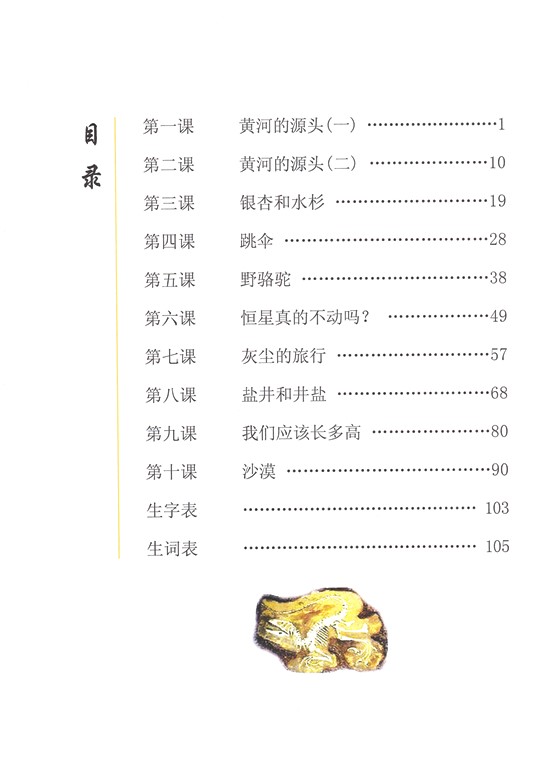 目录
第一课 黄河的源头(一) ……………………1
第二课 黄河的源头(二) …………………10
第三课 银杏和水杉 ………………………19
第四课 跳伞 ………………………………28
第五课 野骆驼 ……………………………38
第六课 恒星真的不动吗? ………………49
第七课 灰尘的旅行 ………………………57
第八课 盐井和井盐 ………………………68
第九课 我们应该长多高 …………………80
第十课 沙漠 ………………………………90
生字表 …………………………………… 103
生词表 …………………………………… 105